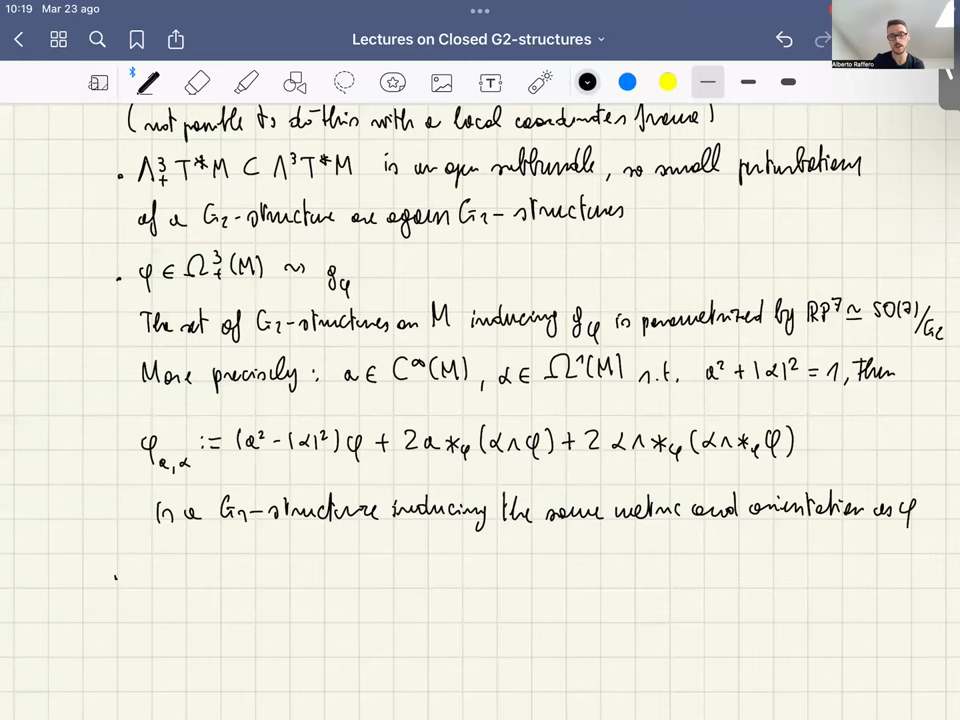 10:19 Mar 23 ago
Lectures on Closed G2-structures
Alberto Raffero
(not possible to do this with a local coordinates frame)
• Λ³₊ T*M ⊂ Λ³T*M is an open subbundle, so small perturbations
of a G₂-structure are again G₂-structures
• φ ∈ Ω³₊(M) ⇝ g_φ
The set of G₂-structures on M inducing g_φ is parametrized by RP⁷ ≃ SO(7)/G₂
More precisely: a ∈ C^∞(M), α ∈ Ω¹(M) s.t. a² + |α|² = 1, then
φ_{a,α} := (a² - |α|²)φ + 2a *_φ (α∧φ) + 2 α∧*_φ (α∧*_φ φ)
is a G₂-structure inducing the same metric and orientation as φ